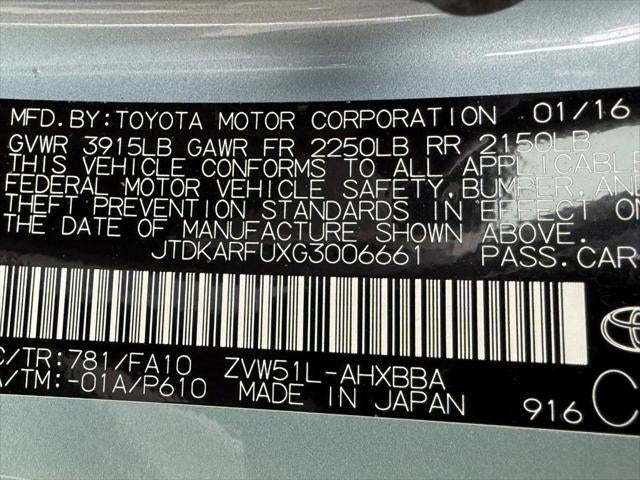 MFD.BY:TOYOTA MOTOR CORPORATION 01/16
GVWR 3915LB GAWR FR 2250LB RR 2150LB
THIS VEHICLE CONFORMS TO ALL APPLICABLE
FEDERAL MOTOR VEHICLE SAFETY, BUMPER, AND
THEFT PREVENTION STANDARDS IN EFFECT ON
THE DATE OF MANUFACTURE SHOWN ABOVE.
JTDKARFUXG3006661 PASS.CAR
C/TR:781/FA10 ZVW51L-AHXBBA
A/TM:-01A/P610 MADE IN JAPAN
916 C